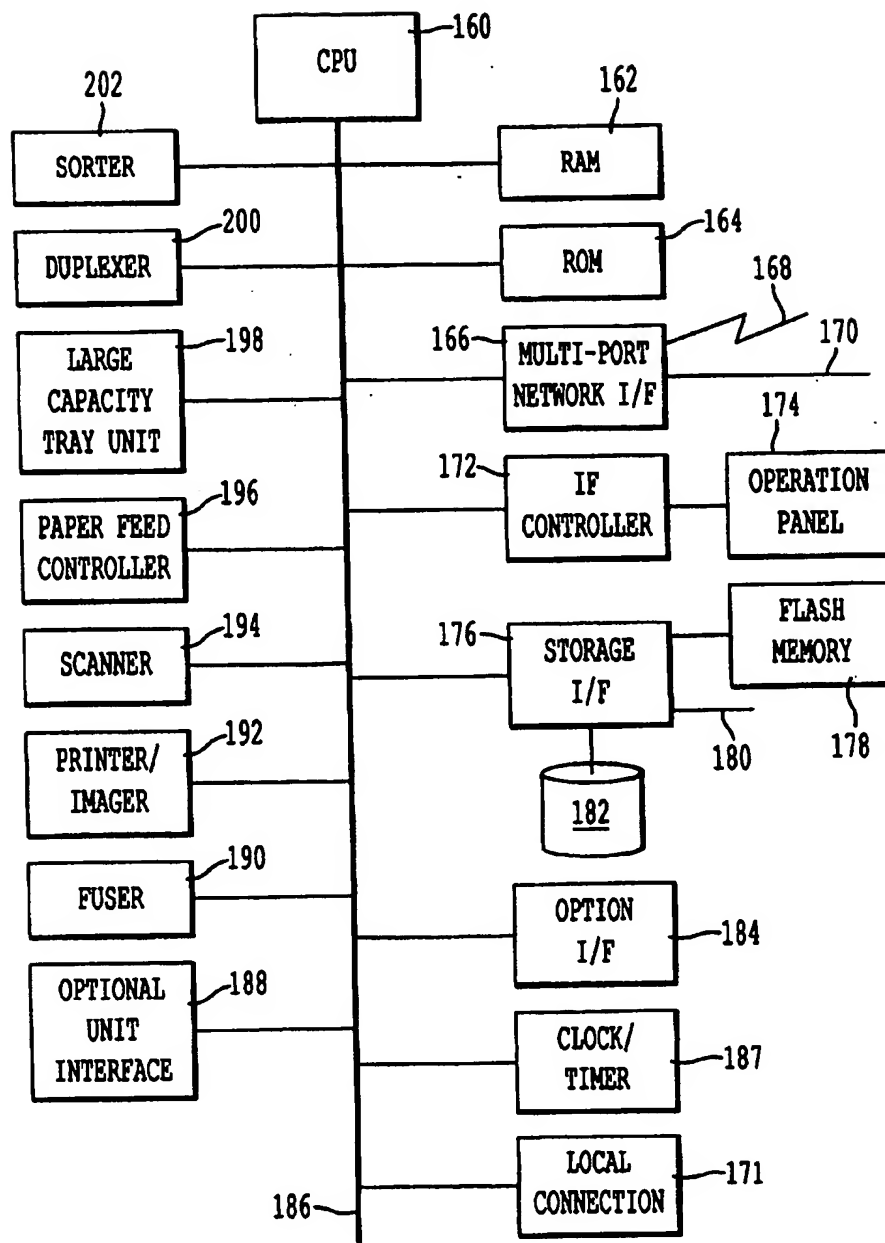 160
CPU
202
162
SORTER
RAM
200
164
DUPLEXER
ROM
168
198
166
170
LARGE
CAPACITY
TRAY UNIT
MULTI-PORT
NETWORK I/F
174
196
172
PAPER FEED
CONTROLLER
IF
CONTROLLER
OPERATION
PANEL
194
176
SCANNER
STORAGE
I/F
FLASH
MEMORY
180
178
192
PRINTER/
IMAGER
182
190
FUSER
OPTION
I/F
184
188
OPTIONAL
UNIT
INTERFACE
CLOCK/
TIMER
187
LOCAL
CONNECTION
171
186